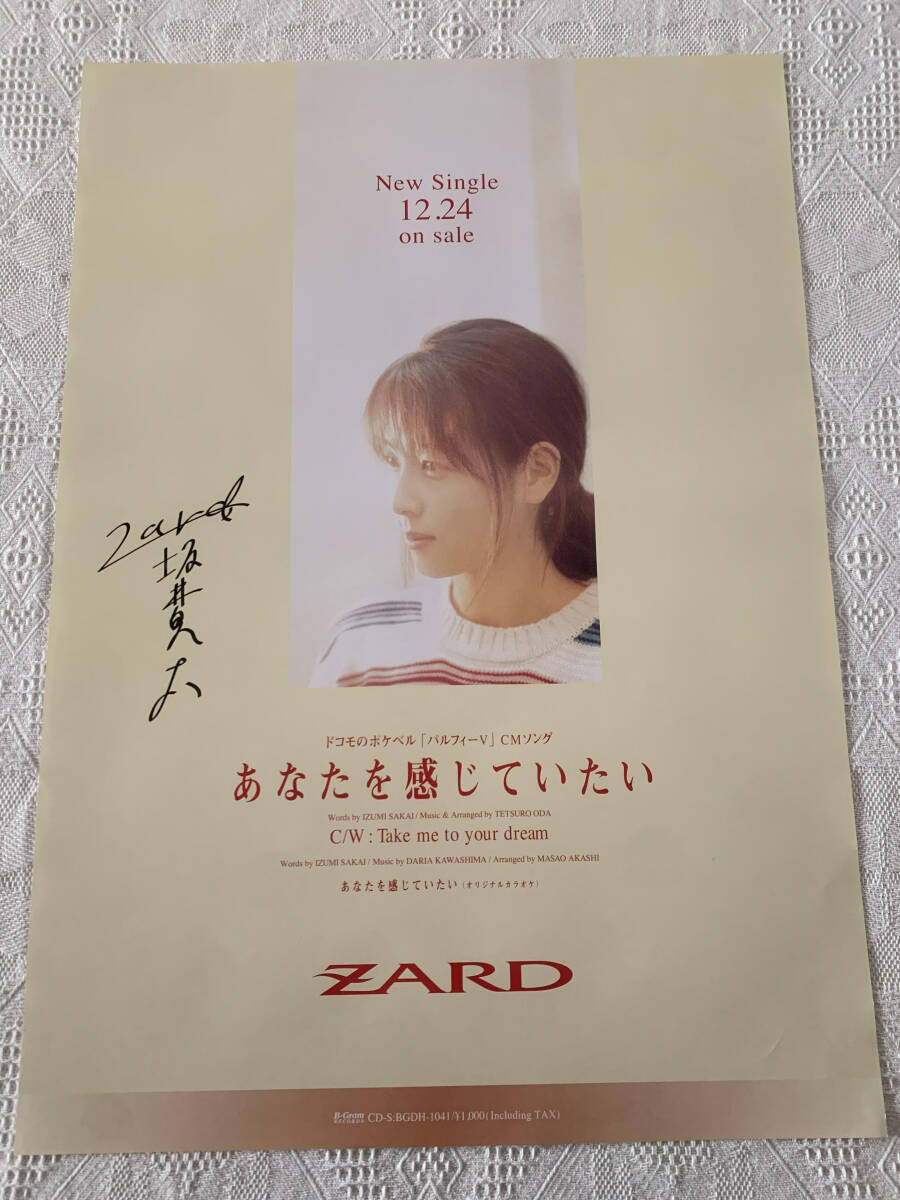 New Single
12.24
on sale
Zard
坂
井
泉
水
ドコモのポケベル「パルフィーV」CMソング
あなたを感じていたい
Words by IZUMI SAKAI / Music & Arranged by TETSURO ODA
C/W : Take me to your dream
Words by IZUMI SAKAI / Music by DARIA KAWASHIMA / Arranged by MASAO AKASHI
あなたを感じていたい(オリジナルカラオケ)
ZARD
B-Gram RECORDS CD-S:BGDH-1041/¥1,000(Including TAX)